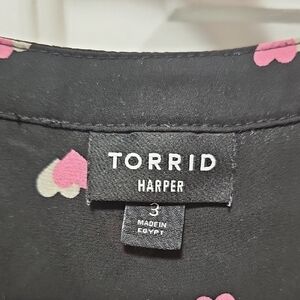 TORRID
HARPER
3
MADE IN
EGYPT